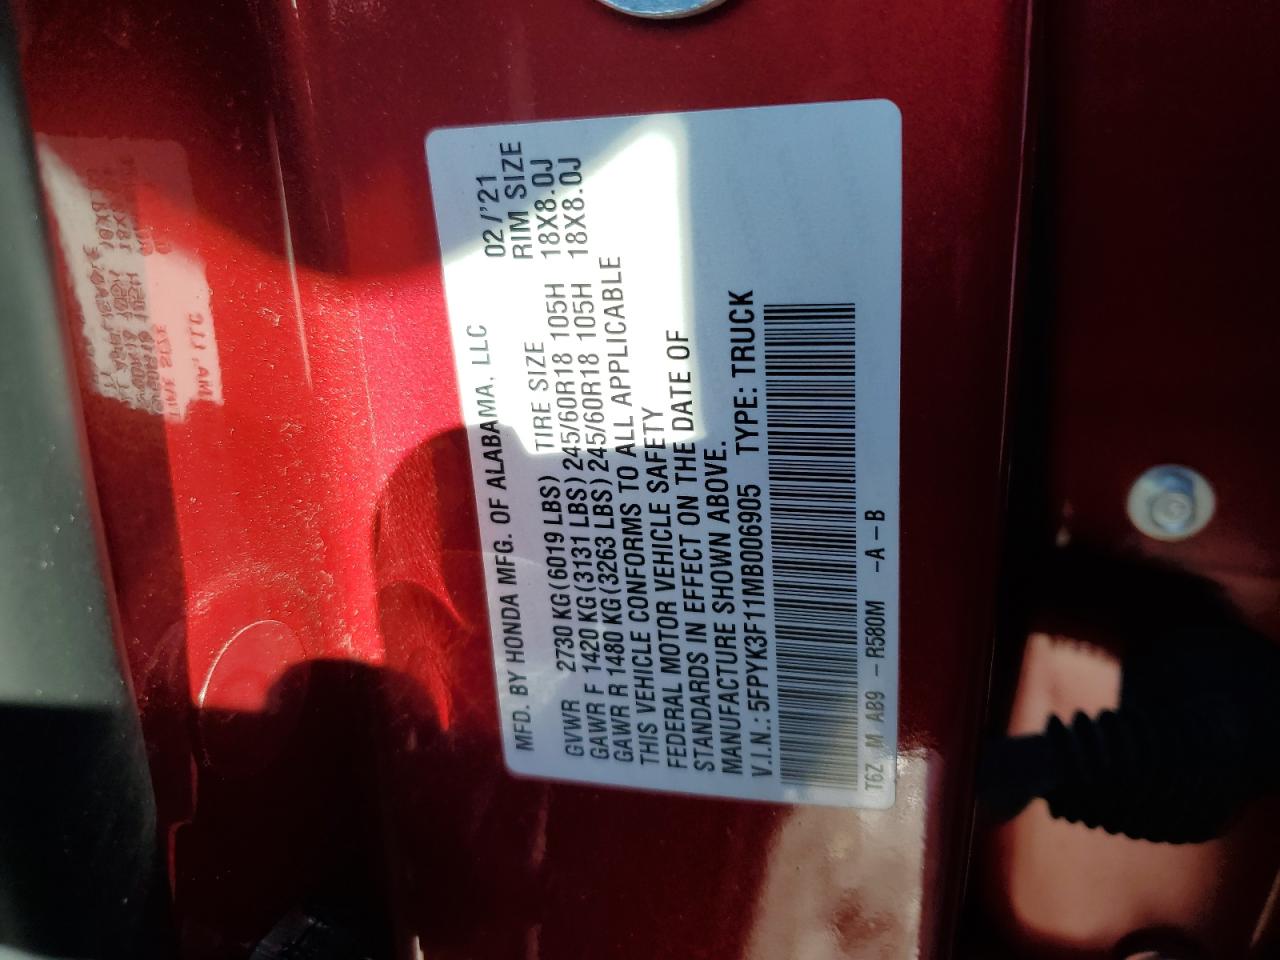 MFD. BY HONDA MFG. OF ALABAMA, LLC 02/'21
TIRE SIZE RIM SIZE
GVWR 2730 KG(6019 LBS)
GAWR F 1420 KG(3131 LBS) 245/60R18 105H 18X8.0J
GAWR R 1480 KG(3263 LBS) 245/60R18 105H 18X8.0J
THIS VEHICLE CONFORMS TO ALL APPLICABLE
FEDERAL MOTOR VEHICLE SAFETY
STANDARDS IN EFFECT ON THE DATE OF
MANUFACTURE SHOWN ABOVE.
V.I.N.: 5FPYK3F11MB006905 TYPE: TRUCK
T6Z M AB9 - R580M -A - B